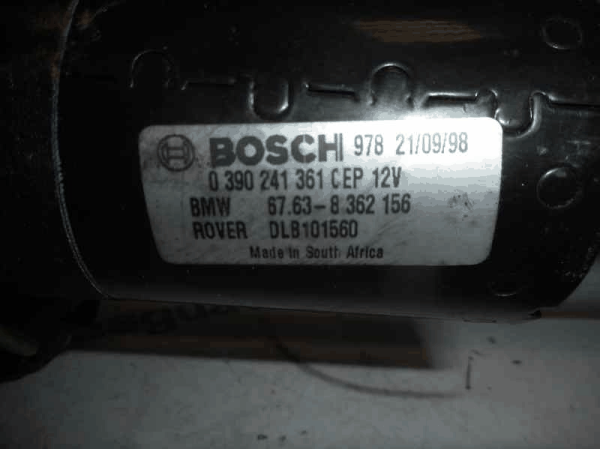 BOSCH 978 21/09/98
0 390 241 361 CEP 12V
BMW 67.63-8 362 156
ROVER DLB101560
Made in South Africa